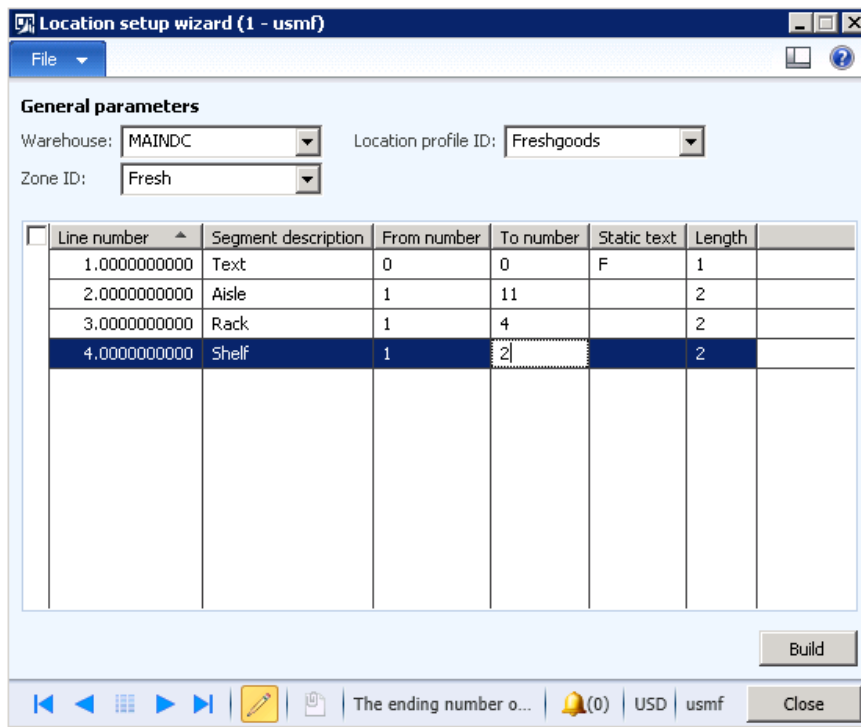 Location setup wizard (1 - usmf)
File
General parameters
Warehouse: MAINDC Location profile ID: Freshgoods
Zone ID: Fresh
Line number Segment description From number To number Static text Length
1.0000000000 Text 0 0 F 1
2.0000000000 Aisle 1 11 2
3.0000000000 Rack 1 4 2
4.0000000000 Shelf 1 2 2
Build
The ending number o... (0) USD usmf Close